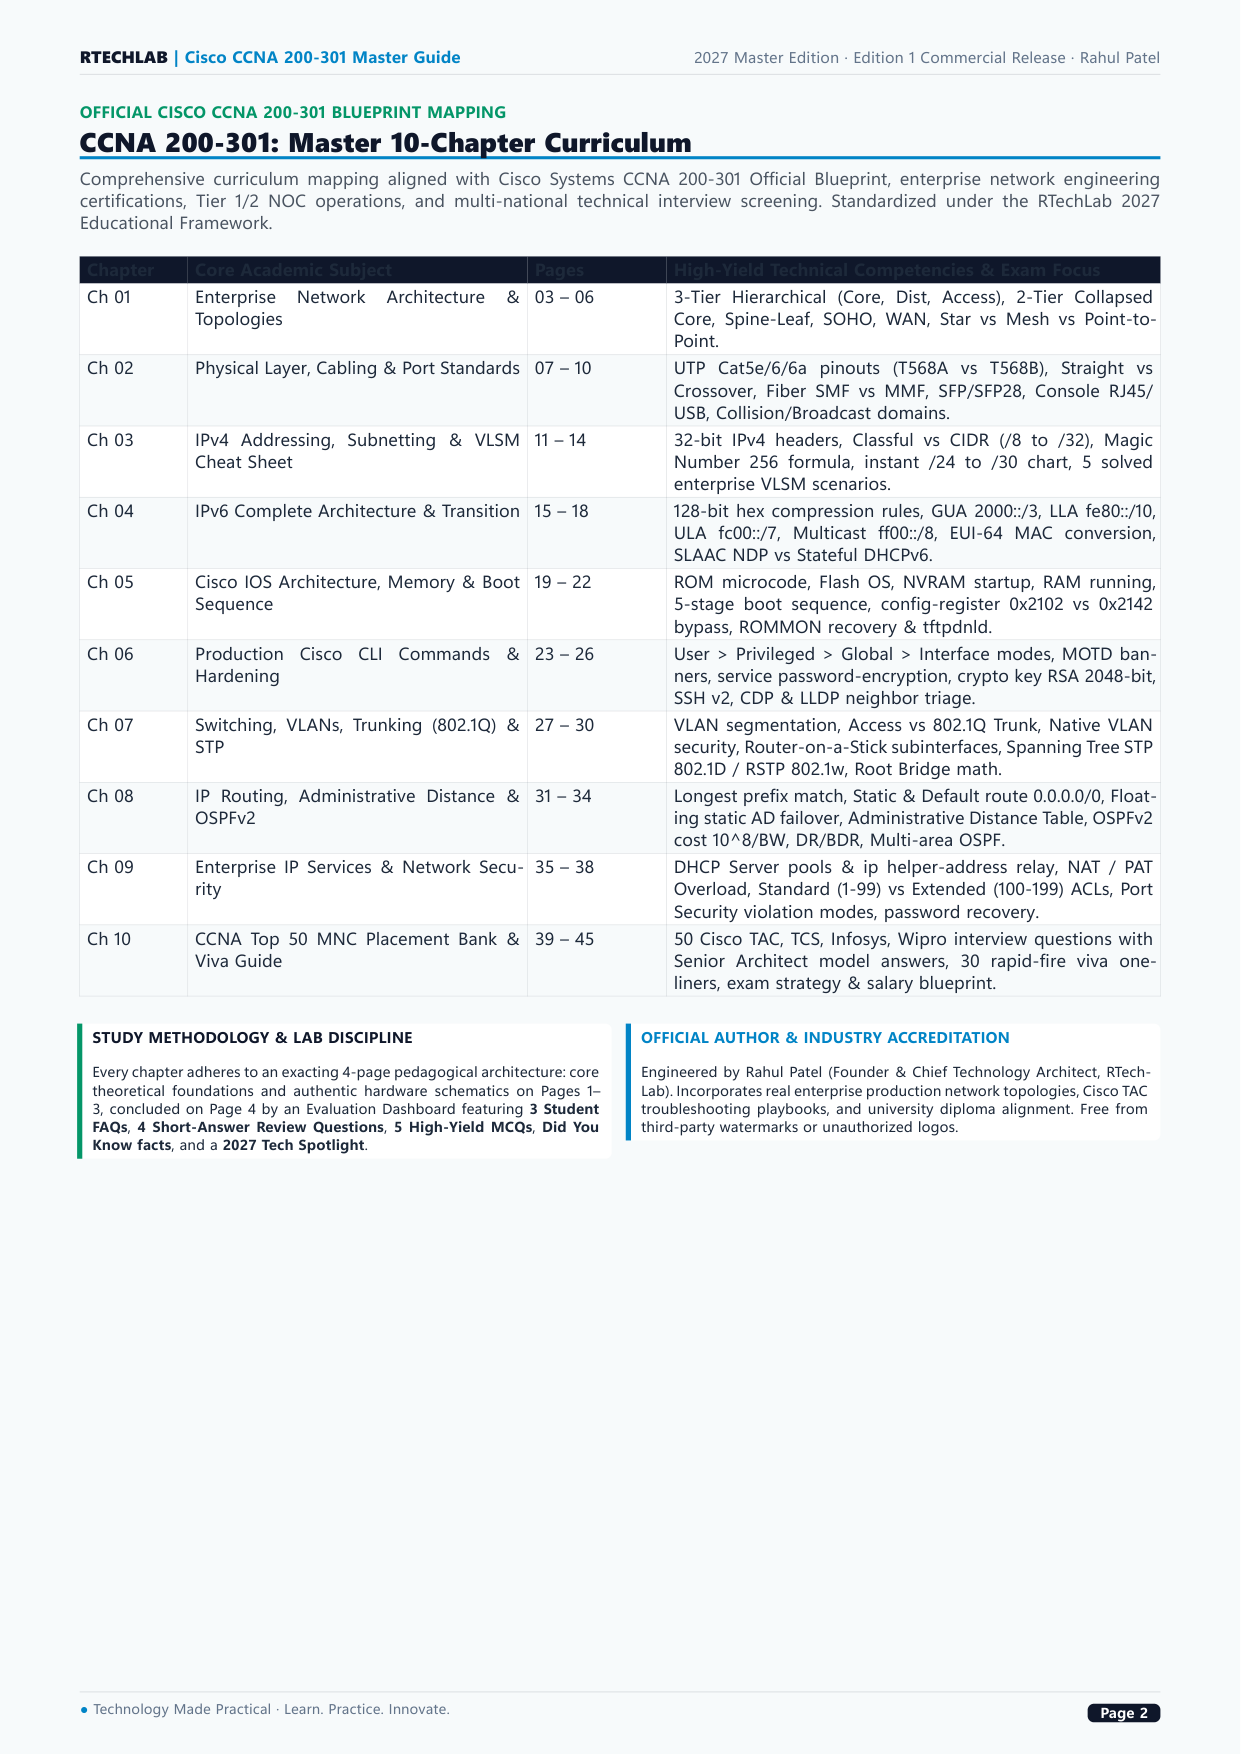 RTECHLAB | Cisco CCNA 200-301 Master Guide
2027 Master Edition · Edition 1 Commercial Release · Rahul Patel
OFFICIAL CISCO CCNA 200-301 BLUEPRINT MAPPING
CCNA 200-301: Master 10-Chapter Curriculum
Comprehensive curriculum mapping aligned with Cisco Systems CCNA 200-301 Official Blueprint, enterprise network engineering
certifications, Tier 1/2 NOC operations, and multi-national technical interview screening. Standardized under the RTechLab 2027
Educational Framework.
Chapter Core Academic Subject Pages High-Yield Technical Competencies & Exam Focus
Ch 01 Enterprise Network Architecture & 03 – 06 3-Tier Hierarchical (Core, Dist, Access), 2-Tier Collapsed
Topologies Core, Spine-Leaf, SOHO, WAN, Star vs Mesh vs Point-to-
Point.
Ch 02 Physical Layer, Cabling & Port Standards 07 – 10 UTP Cat5e/6/6a pinouts (T568A vs T568B), Straight vs
Crossover, Fiber SMF vs MMF, SFP/SFP28, Console RJ45/
USB, Collision/Broadcast domains.
Ch 03 IPv4 Addressing, Subnetting & VLSM 11 – 14 32-bit IPv4 headers, Classful vs CIDR (/8 to /32), Magic
Cheat Sheet Number 256 formula, instant /24 to /30 chart, 5 solved
enterprise VLSM scenarios.
Ch 04 IPv6 Complete Architecture & Transition 15 – 18 128-bit hex compression rules, GUA 2000::/3, LLA fe80::/10,
ULA fc00::/7, Multicast ff00::/8, EUI-64 MAC conversion,
SLAAC NDP vs Stateful DHCPv6.
Ch 05 Cisco IOS Architecture, Memory & Boot 19 – 22 ROM microcode, Flash OS, NVRAM startup, RAM running,
Sequence 5-stage boot sequence, config-register 0x2102 vs 0x2142
bypass, ROMMON recovery & tftpdnld.
Ch 06 Production Cisco CLI Commands & 23 – 26 User > Privileged > Global > Interface modes, MOTD ban-
Hardening ners, service password-encryption, crypto key RSA 2048-bit,
SSH v2, CDP & LLDP neighbor triage.
Ch 07 Switching, VLANs, Trunking (802.1Q) & 27 – 30 VLAN segmentation, Access vs 802.1Q Trunk, Native VLAN
STP security, Router-on-a-Stick subinterfaces, Spanning Tree STP
802.1D / RSTP 802.1w, Root Bridge math.
Ch 08 IP Routing, Administrative Distance & 31 – 34 Longest prefix match, Static & Default route 0.0.0.0/0, Float-
OSPFv2 ing static AD failover, Administrative Distance Table, OSPFv2
cost 10^8/BW, DR/BDR, Multi-area OSPF.
Ch 09 Enterprise IP Services & Network Secu- 35 – 38 DHCP Server pools & ip helper-address relay, NAT / PAT
rity Overload, Standard (1-99) vs Extended (100-199) ACLs, Port
Security violation modes, password recovery.
Ch 10 CCNA Top 50 MNC Placement Bank & 39 – 45 50 Cisco TAC, TCS, Infosys, Wipro interview questions with
Viva Guide Senior Architect model answers, 30 rapid-fire viva one-
liners, exam strategy & salary blueprint.
STUDY METHODOLOGY & LAB DISCIPLINE
Every chapter adheres to an exacting 4-page pedagogical architecture: core
theoretical foundations and authentic hardware schematics on Pages 1–
3, concluded on Page 4 by an Evaluation Dashboard featuring 3 Student
FAQs, 4 Short-Answer Review Questions, 5 High-Yield MCQs, Did You
Know facts, and a 2027 Tech Spotlight.
OFFICIAL AUTHOR & INDUSTRY ACCREDITATION
Engineered by Rahul Patel (Founder & Chief Technology Architect, RTech-
Lab). Incorporates real enterprise production network topologies, Cisco TAC
troubleshooting playbooks, and university diploma alignment. Free from
third-party watermarks or unauthorized logos.
● Technology Made Practical · Learn. Practice. Innovate.
Page 2